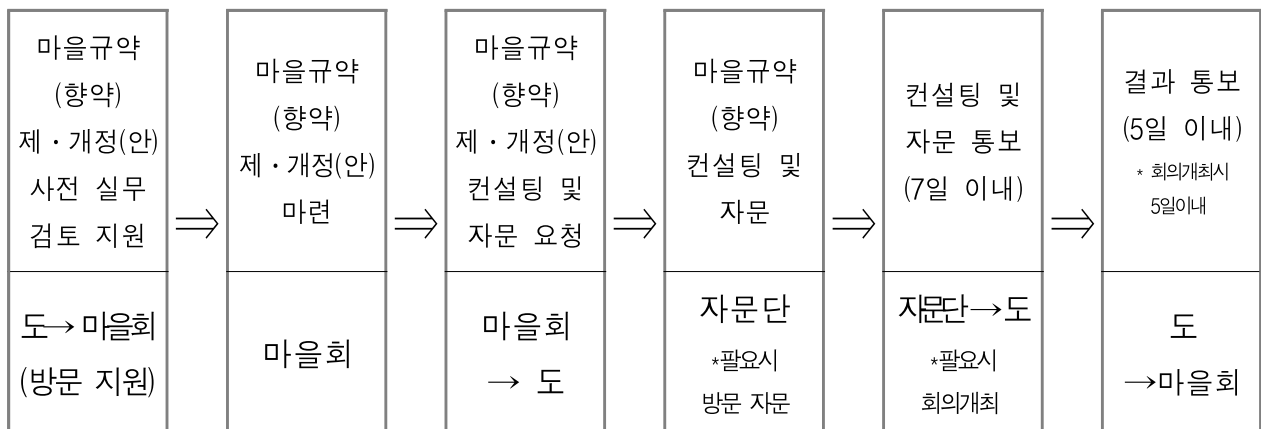 마을규약
(향약)
제・개정(안)
사전 실무
검토 지원
도→ 마을회
(방문 지원)
⇒
마을규약
(향약)
제・개정(안)
마련
마을회
⇒
마을규약
(향약)
제・개정(안)
컨설팅 및
자문 요청
마을회
→ 도
⇒
마을규약
(향약)
컨설팅 및
자문
자문단
*팔요시
방문 자문
⇒
컨설팅 및
자문 통보
(7일 이내)
자문단→도
*팔요시
회의개최
⇒
결과 통보
(5일 이내)
* 회의개최시
5일이내
도
→마을회